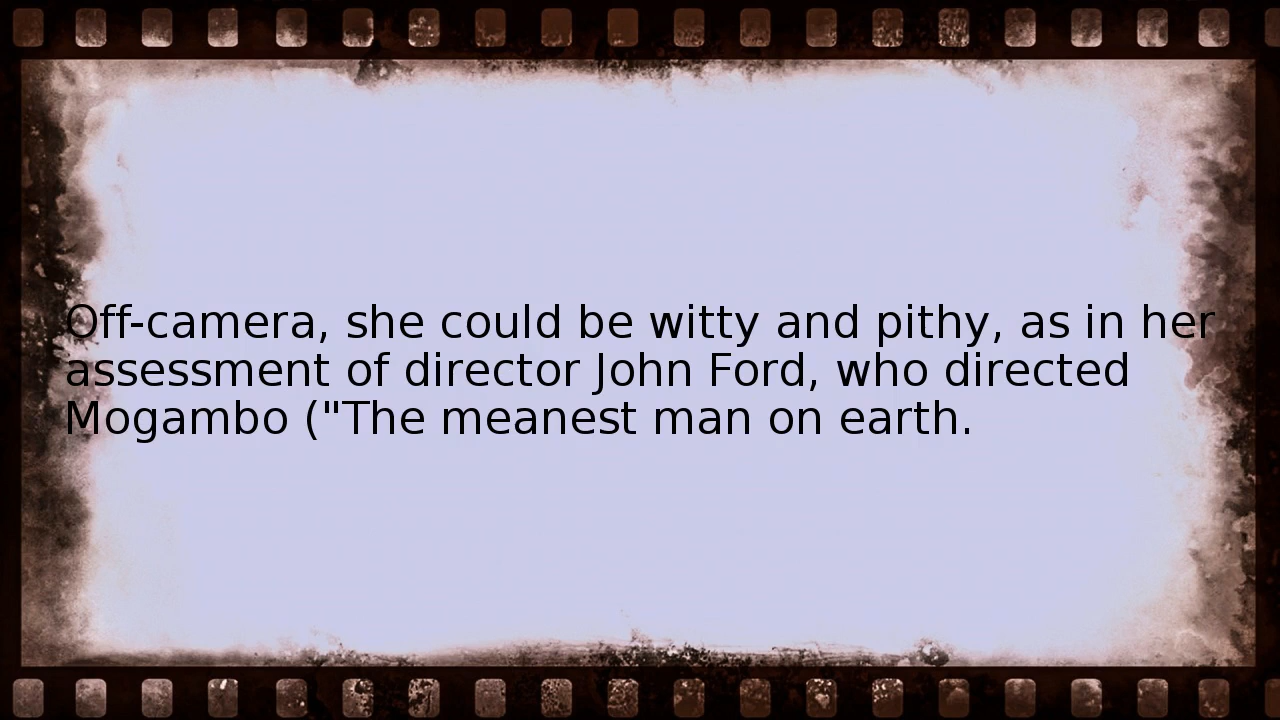 Off-camera, she could be witty and pithy, as in her
assessment of director John Ford, who directed
Mogambo ("The meanest man on earth.